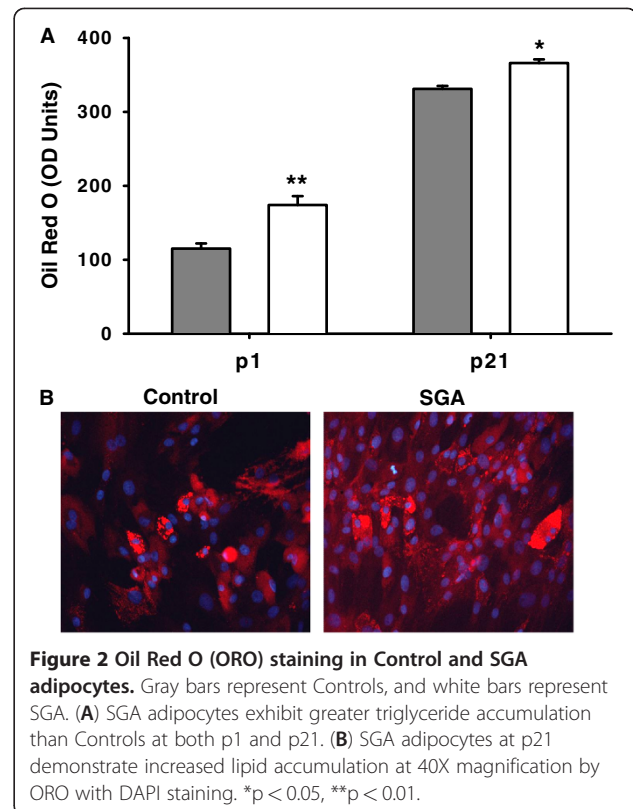 A
Oil Red O (OD Units)
400
300
200
100
0
**
*
p1
p21
B
Control
SGA
Figure 2 Oil Red O (ORO) staining in Control and SGA
adipocytes. Gray bars represent Controls, and white bars represent
SGA. (A) SGA adipocytes exhibit greater triglyceride accumulation
than Controls at both p1 and p21. (B) SGA adipocytes at p21
demonstrate increased lipid accumulation at 40X magnification by
ORO with DAPI staining. *p < 0.05, **p < 0.01.